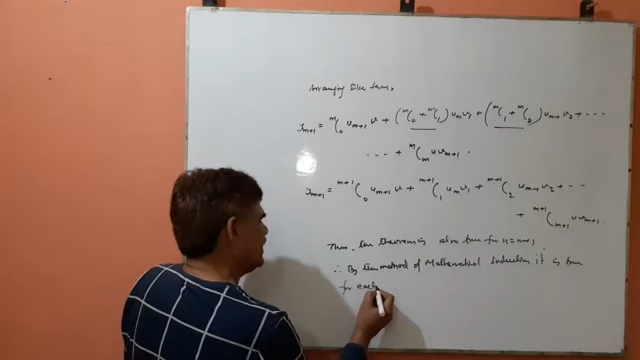 Arranging like terms,
y_{m+1} = ^mC_0 u_{m+1} v + (^mC_0 + ^mC_1) u_m v_1 + (^mC_1 + ^mC_2) u_{m-1} v_2 + ...
... + ^mC_m u v_{m+1}.
y_{m+1} = ^{m+1}C_0 u_{m+1} v + ^{m+1}C_1 u_m v_1 + ^{m+1}C_2 u_{m-1} v_2 + ...
+ ^{m+1}C_{m+1} u v_{m+1}.
Thus, the theorem is also true for n=m+1.
∴ By the method of Mathematical Induction it is true
for each